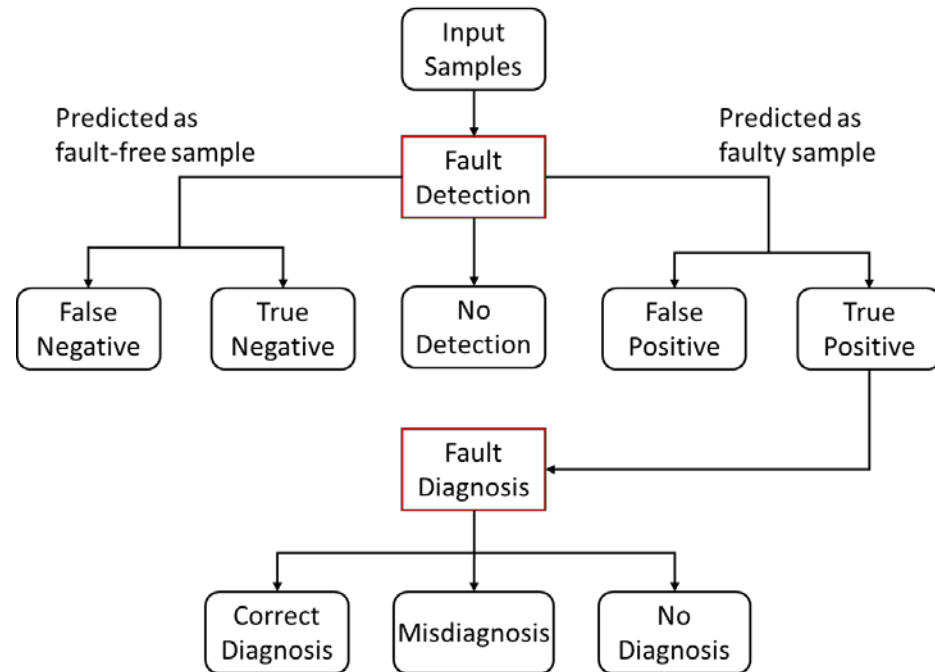 Input
Samples
Predicted as
fault-free sample
Predicted as
faulty sample
Fault
Detection
False
Negative
True
Negative
No
Detection
False
Positive
True
Positive
Fault
Diagnosis
Correct
Diagnosis
Misdiagnosis
No
Diagnosis